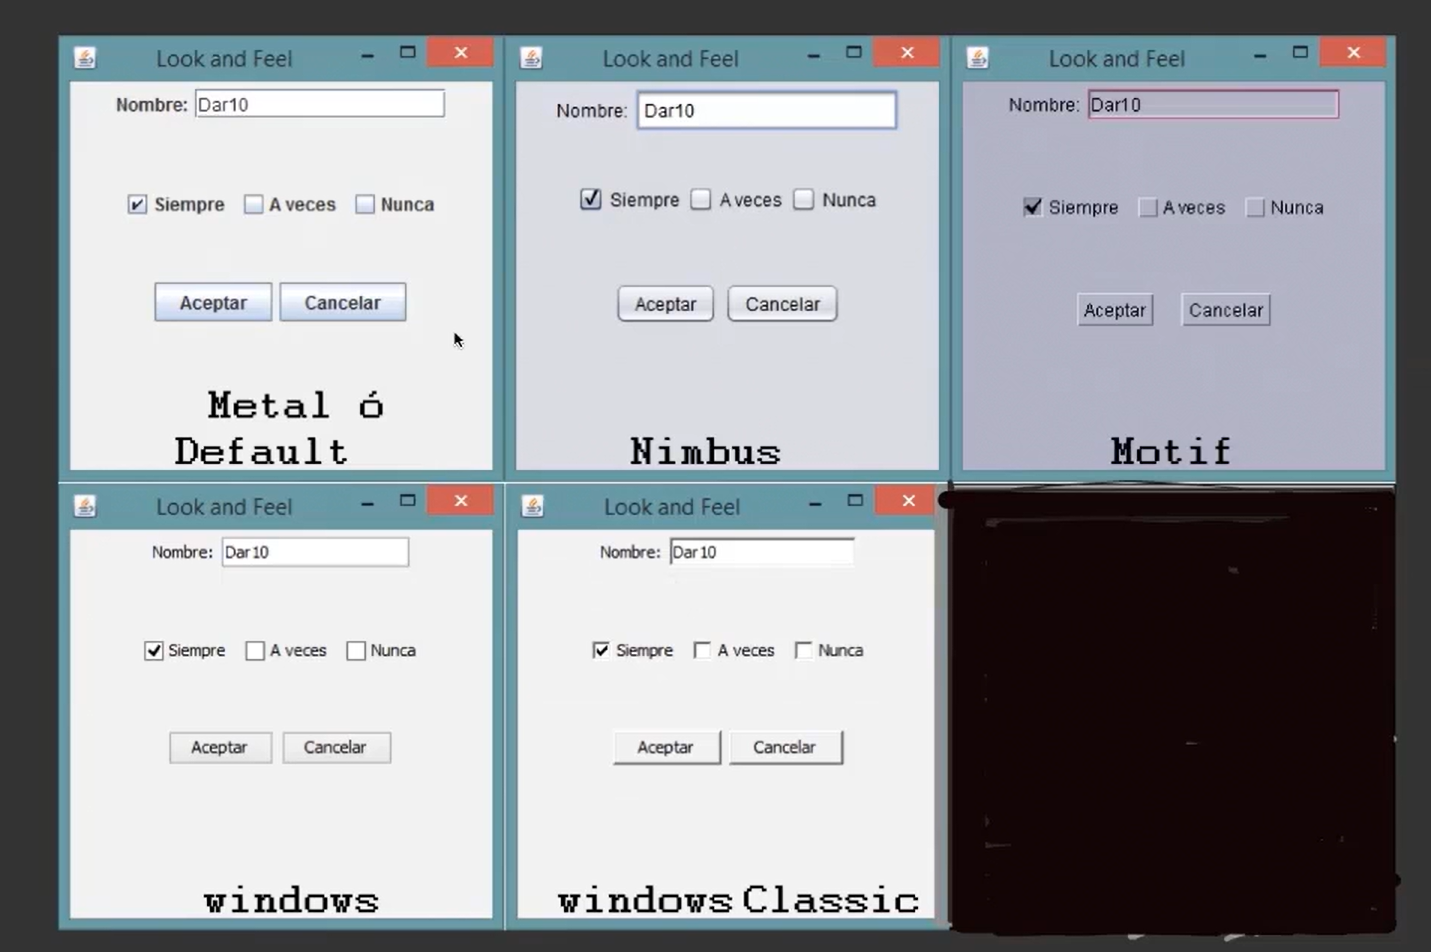 Look and Feel
Nombre: Dar10
Siempre A veces Nunca
Aceptar Cancelar
Metal ó
Default
Look and Feel
Nombre: Dar10
Siempre A veces Nunca
Aceptar Cancelar
Nimbus
Look and Feel
Nombre: Dar10
Siempre A veces Nunca
Aceptar Cancelar
Motif
Look and Feel
Nombre: Dar10
Siempre A veces Nunca
Aceptar Cancelar
windows
Look and Feel
Nombre: Dar10
Siempre A veces Nunca
Aceptar Cancelar
windows Classic